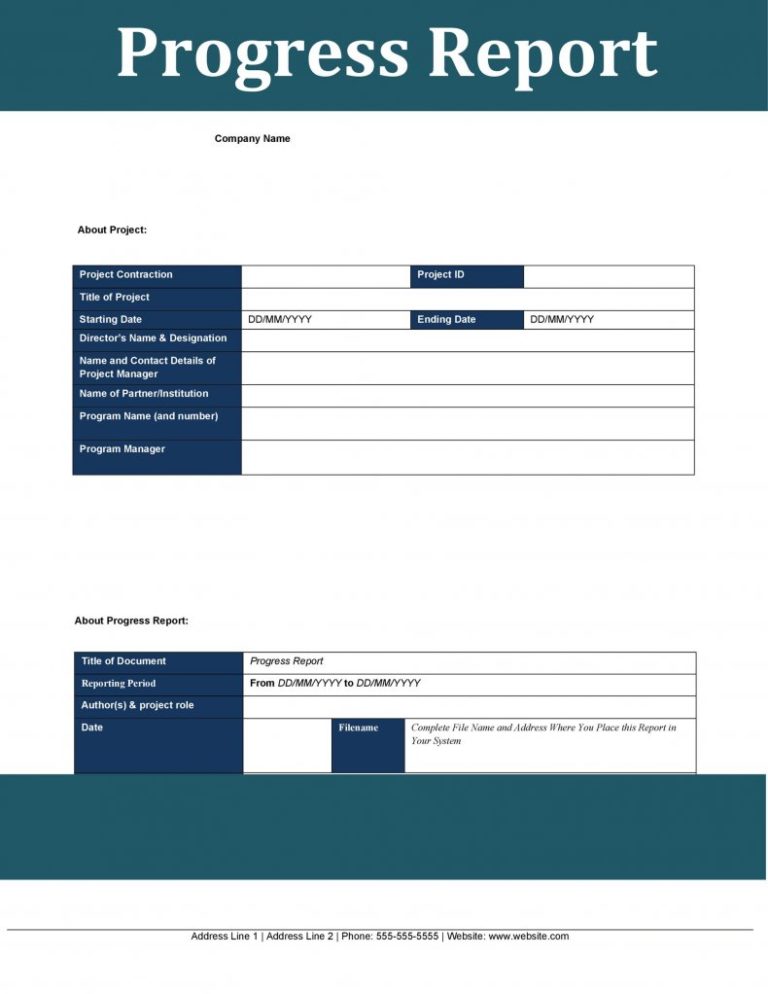 Progress Report
Company Name
About Project:
Project Contraction
Project ID
Title of Project
Starting Date
DD/MM/YYYY
Ending Date
DD/MM/YYYY
Director's Name & Designation
Name and Contact Details of
Project Manager
Name of Partner/Institution
Program Name (and number)
Program Manager
About Progress Report:
Title of Document
Progress Report
Reporting Period
From DD/MM/YYYY to DD/MM/YYYY
Author(s) & project role
Date
Filename
Complete File Name and Address Where You Place this Report in
Your System
Address Line 1 | Address Line 2 | Phone: 555-555-5555 | Website: www.website.com